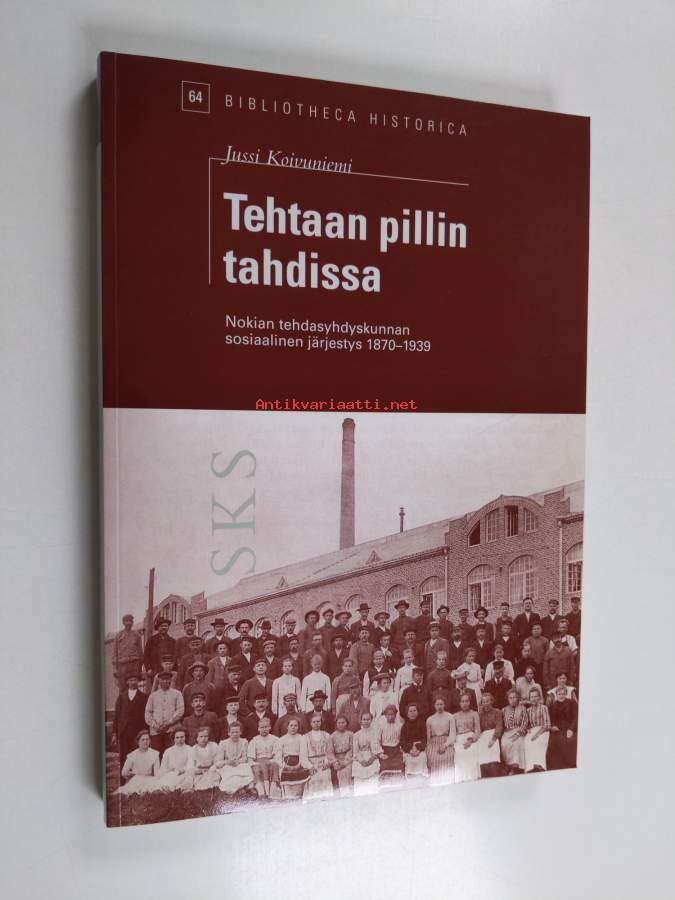 64 BIBLIOTHECA HISTORICA
Jussi Koivuniemi
Tehtaan pillin
tahdissa
Nokian tehdasyhdyskunnan
sosiaalinen järjestys 1870–1939
Antikvariaatti.net
SKS